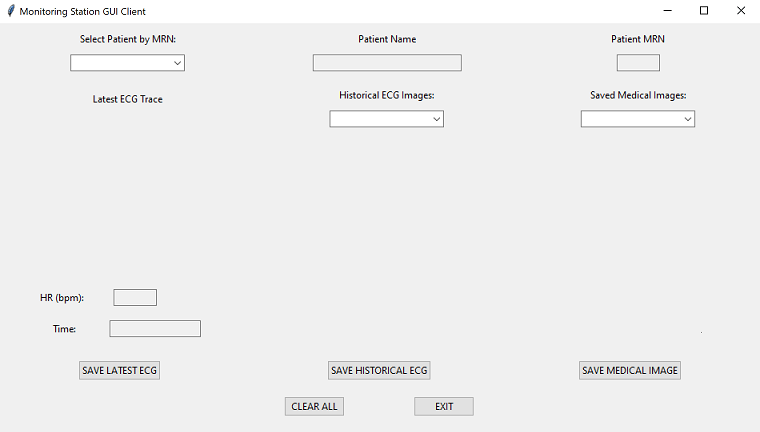 Monitoring Station GUI Client
Select Patient by MRN: Patient Name Patient MRN
Latest ECG Trace Historical ECG Images: Saved Medical Images:
HR (bpm):
Time:
SAVE LATEST ECG SAVE HISTORICAL ECG SAVE MEDICAL IMAGE
CLEAR ALL EXIT